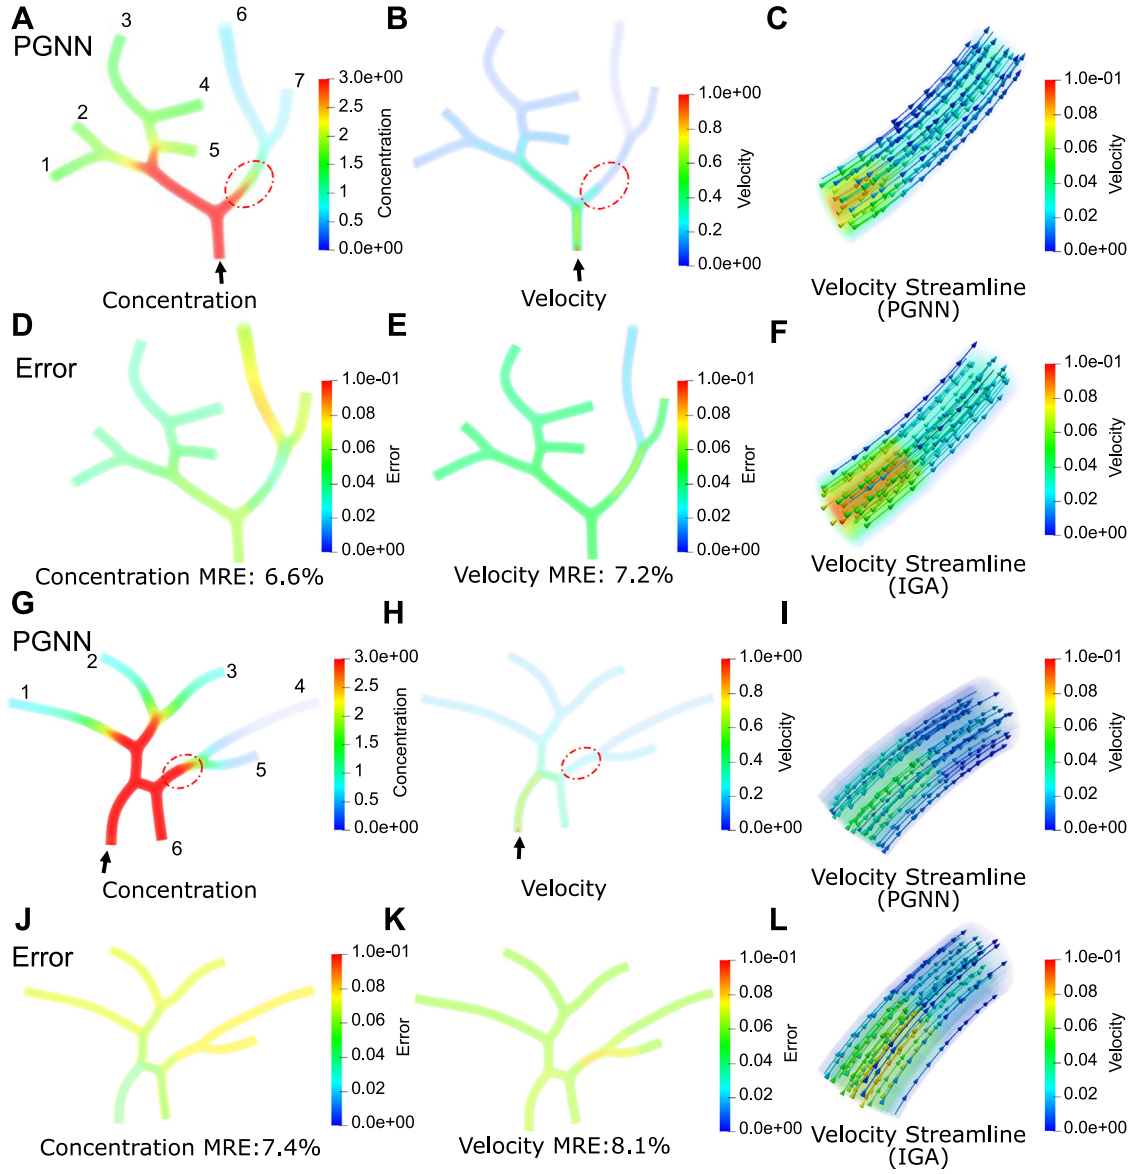 A
PGNN
3
6
2
4
7
1
5
3.0e+00
2.5
2
1.5
1
0.5
0.0e+00
Concentration
Concentration
B
1.0e+00
0.8
0.6
0.4
0.2
0.0e+00
Velocity
Velocity
C
1.0e-01
0.08
0.06
0.04
0.02
0.0e+00
Velocity
Velocity Streamline
(PGNN)
D
Error
1.0e-01
0.08
0.06
0.04
0.02
0.0e+00
Error
Concentration MRE: 6.6%
E
1.0e-01
0.08
0.06
0.04
0.02
0.0e+00
Error
Velocity MRE: 7.2%
F
1.0e-01
0.08
0.06
0.04
0.02
0.0e+00
Velocity
Velocity Streamline
(IGA)
G
PGNN
1
2
3
4
5
6
3.0e+00
2.5
2
1.5
1
0.5
0.0e+00
Concentration
Concentration
H
1.0e+00
0.8
0.6
0.4
0.2
0.0e+00
Velocity
Velocity
I
1.0e-01
0.08
0.06
0.04
0.02
0.0e+00
Velocity
Velocity Streamline
(PGNN)
J
Error
1.0e-01
0.08
0.06
0.04
0.02
0.0e+00
Error
Concentration MRE:7.4%
K
1.0e-01
0.08
0.06
0.04
0.02
0.0e+00
Error
Velocity MRE:8.1%
L
1.0e-01
0.08
0.06
0.04
0.02
0.0e+00
Velocity
Velocity Streamline
(IGA)